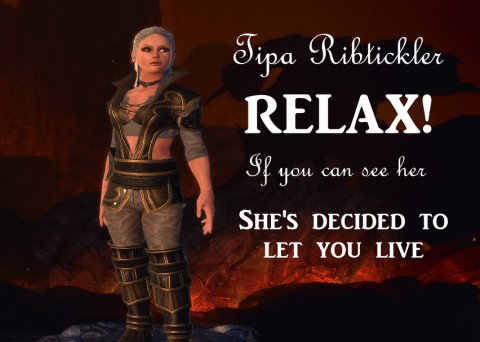 Tipa Ribtickler
RELAX!
If you can see her
SHE'S DECIDED TO
LET YOU LIVE